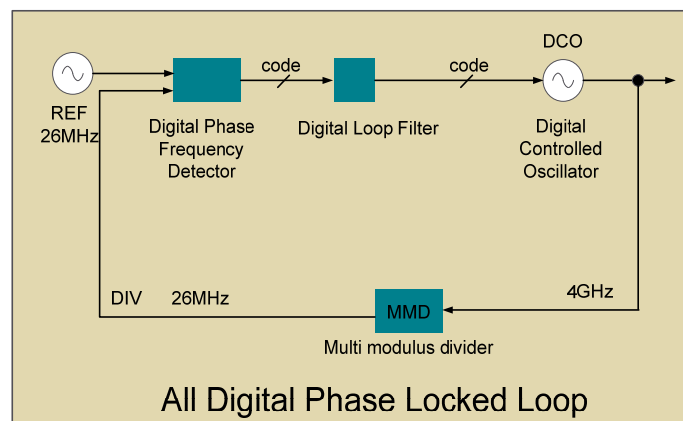 DCO
code
code
REF
26MHz
Digital Phase
Frequency
Detector
Digital Loop Filter
Digital
Controlled
Oscillator
DIV 26MHz
4GHz
MMD
Multi modulus divider
All Digital Phase Locked Loop